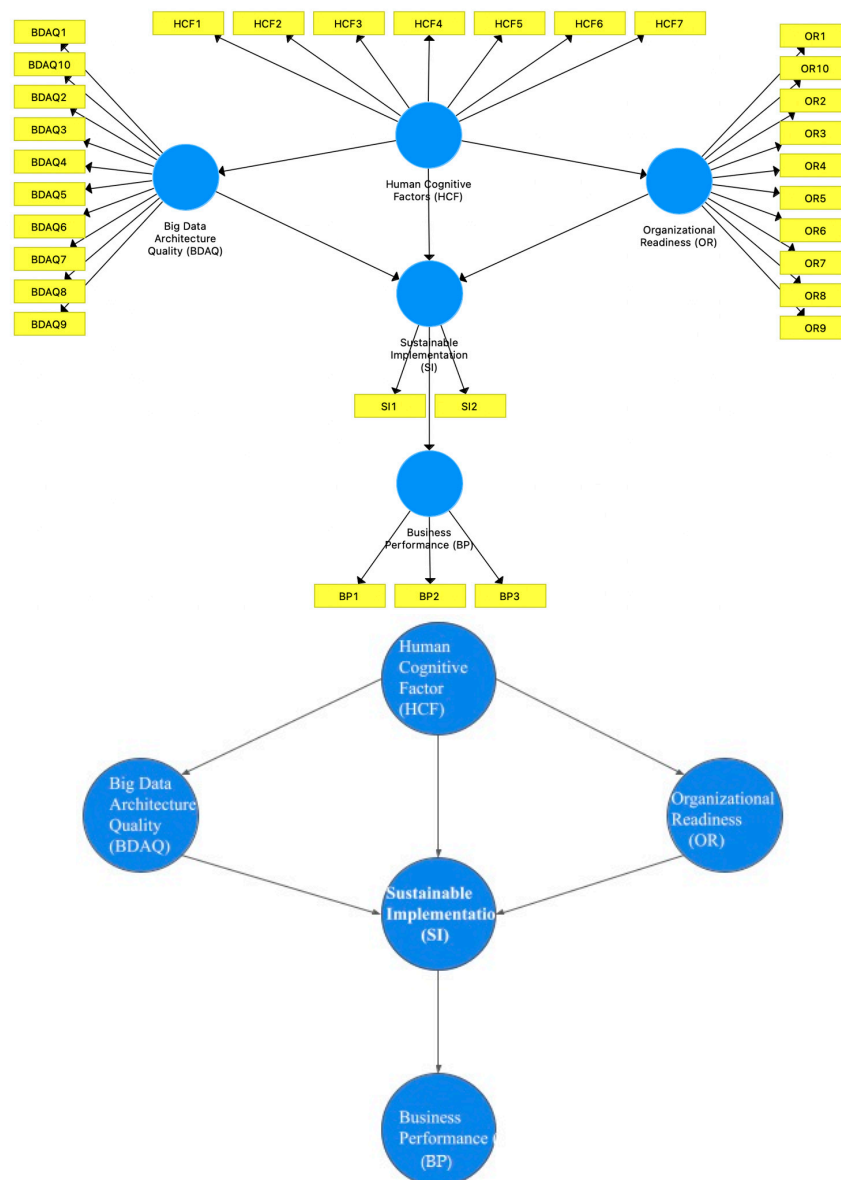 HCF1
HCF2
HCF3
HCF4
HCF5
HCF6
HCF7
BDAQ1
BDAQ10
BDAQ2
BDAQ3
BDAQ4
BDAQ5
BDAQ6
BDAQ7
BDAQ8
BDAQ9
OR1
OR10
OR2
OR3
OR4
OR5
OR6
OR7
OR8
OR9
Human Cognitive
Factors (HCF)
Big Data
Architecture
Quality (BDAQ)
Organizational
Readiness (OR)
Sustainable
Implementation
(SI)
SI1
SI2
Business
Performance (BP)
BP1
BP2
BP3
Human
Cognitive
Factor
(HCF)
Big Data
Architecture
Quality
(BDAQ)
Organizational
Readiness
(OR)
Sustainable
Implementatio
(SI)
Business
Performance (
(BP)